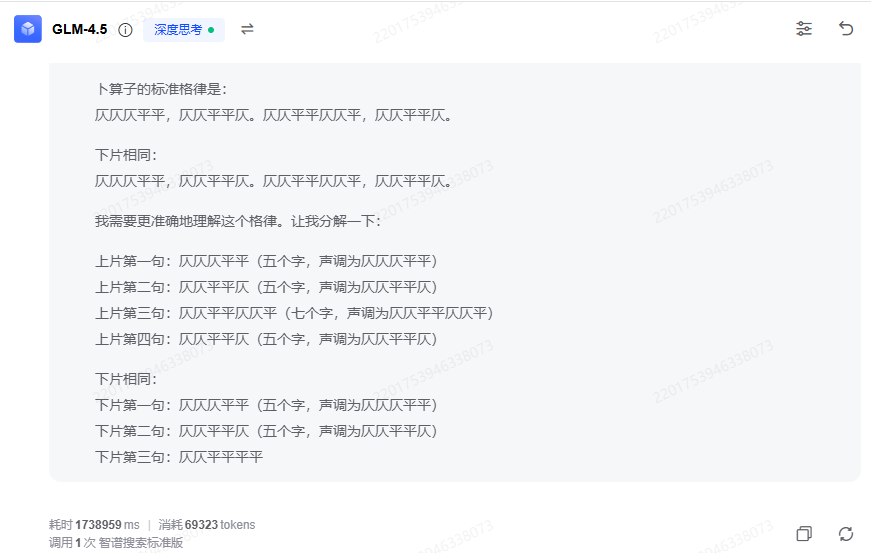 GLM-4.5 深度思考
卜算子的标准格律是：
仄仄仄平平，仄仄平平仄。仄仄平平仄仄平，仄仄平平仄。
下片相同：
仄仄仄平平，仄仄平平仄。仄仄平平仄仄平，仄仄平平仄。
我需要更准确地理解这个格律。让我分解一下：
上片第一句：仄仄仄平平（五个字，声调为仄仄仄平平）
上片第二句：仄仄平平仄（五个字，声调为仄仄平平仄）
上片第三句：仄仄平平仄仄平（七个字，声调为仄仄平平仄仄平）
上片第四句：仄仄平平仄（五个字，声调为仄仄平平仄）
下片相同：
下片第一句：仄仄仄平平（五个字，声调为仄仄仄平平）
下片第二句：仄仄平平仄（五个字，声调为仄仄平平仄）
下片第三句：仄仄平平平平
耗时 1738959 ms | 消耗 69323 tokens
调用 1 次 智谱搜索标准版
2201753946338073